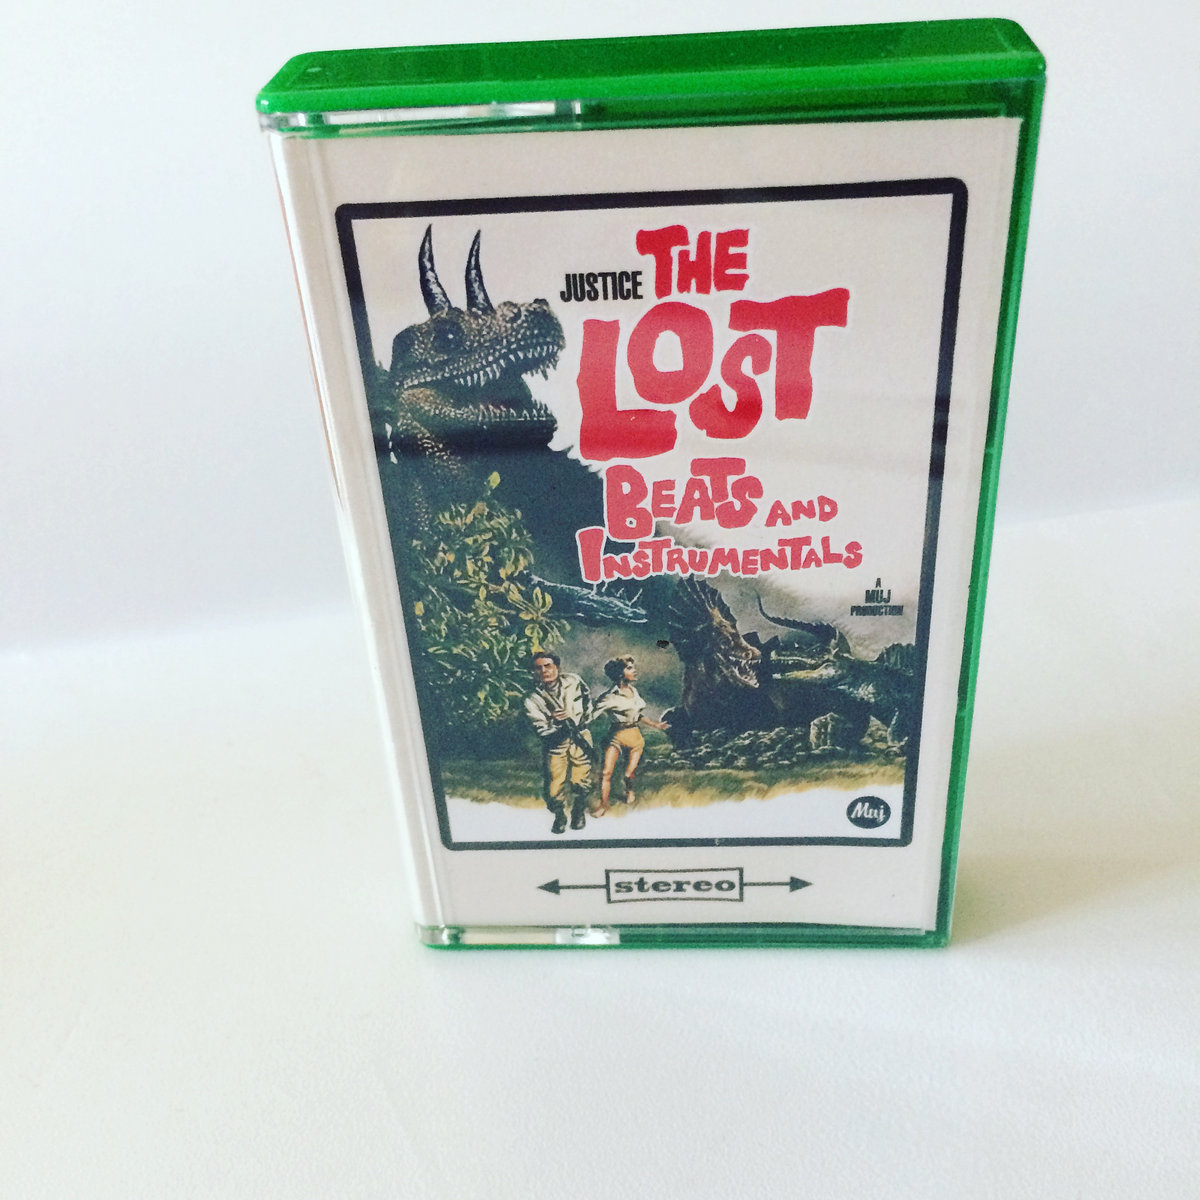 JUSTICE THE
LOST
BEATS AND
INSTRUMENTALS
A
MUJ
PRODUCTION
Muj
stereo